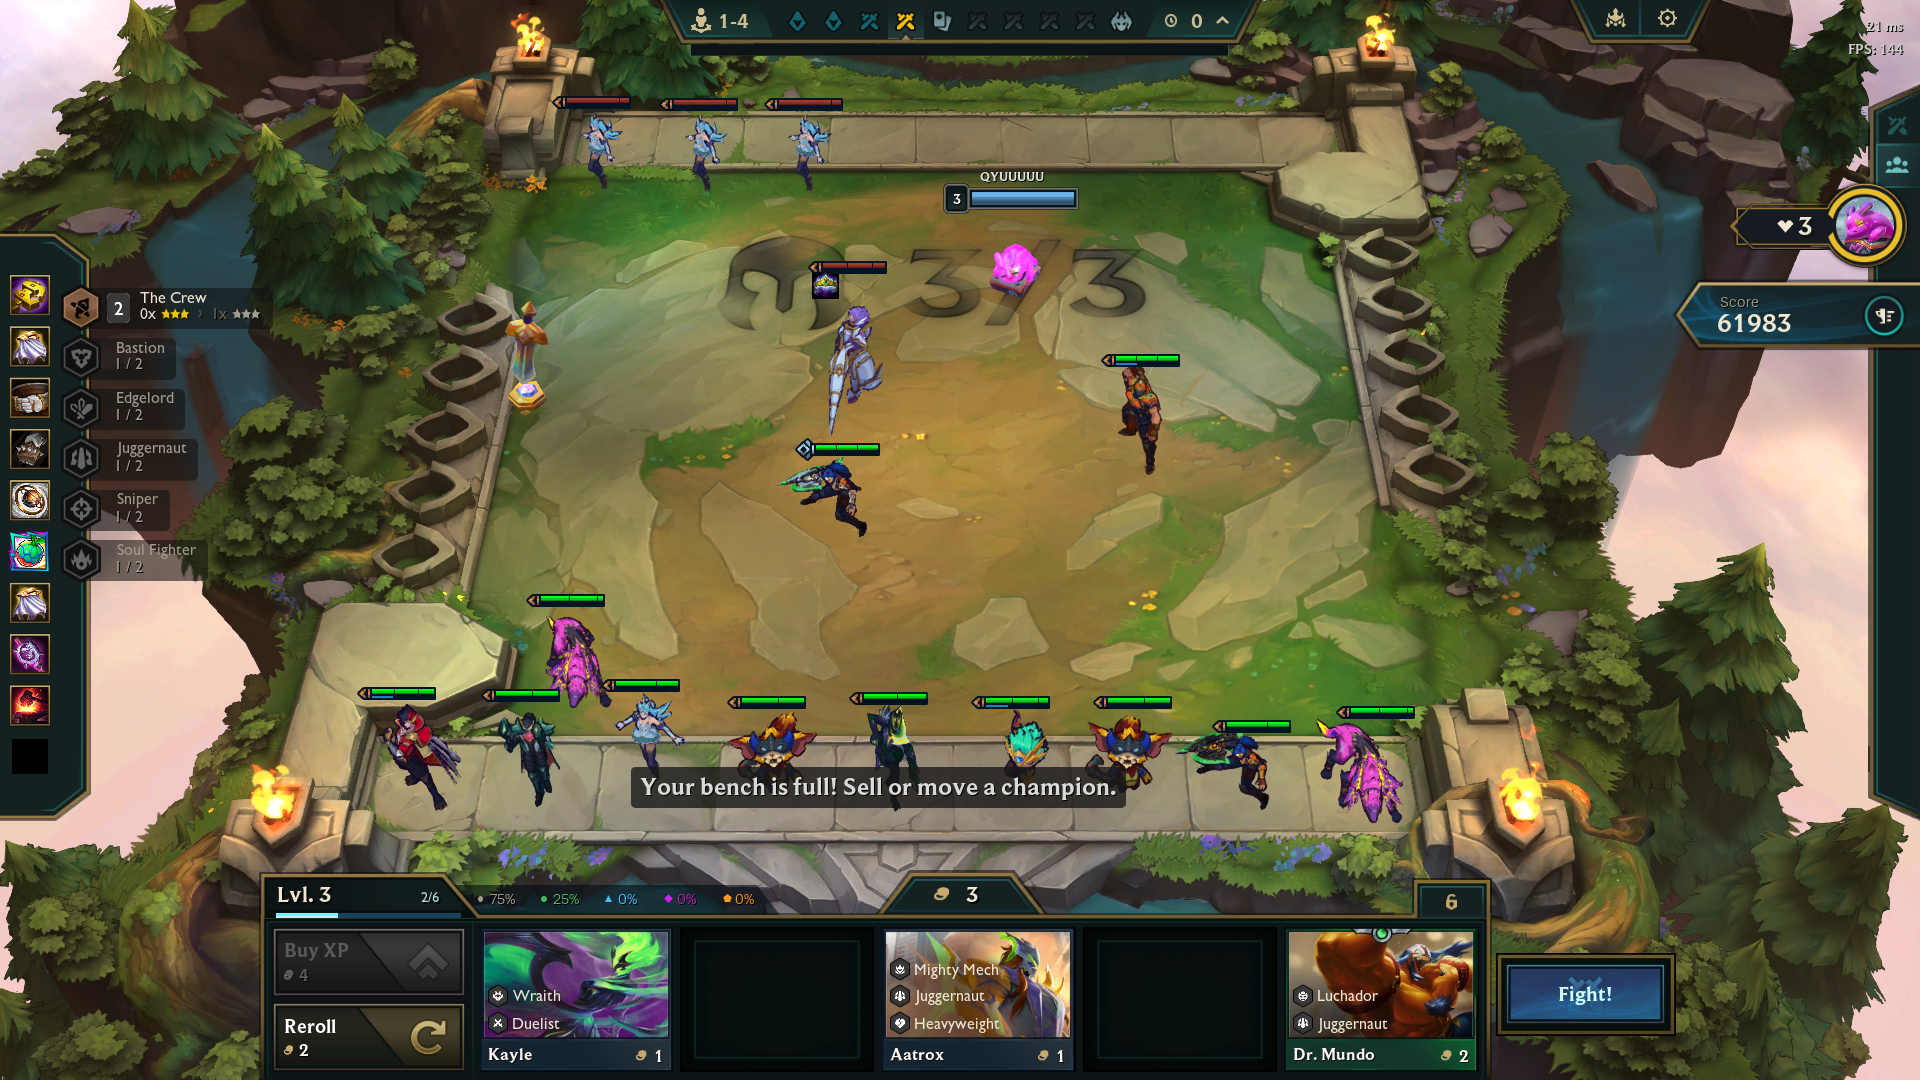 1-4
0
21 ms
FPS: 144
QYUUUUU
3
3/3
3
Score
61983
2
The Crew
0x › 1x
Bastion
1 / 2
Edgelord
1 / 2
Juggernaut
1 / 2
Sniper
1 / 2
Soul Fighter
1 / 2
Your bench is full! Sell or move a champion.
Lvl. 3
2/6
75%
25%
0%
0%
0%
3
6
Buy XP
4
Reroll
2
Wraith
Duelist
Kayle
1
Mighty Mech
Juggernaut
Heavyweight
Aatrox
1
Luchador
Juggernaut
Dr. Mundo
2
Fight!